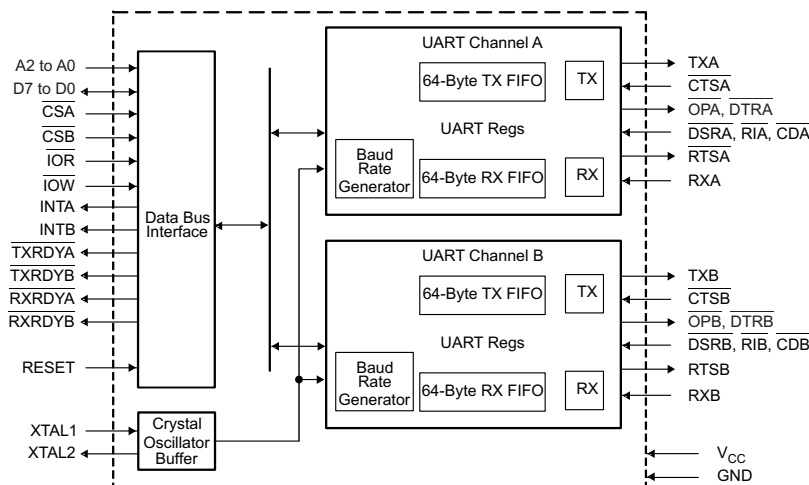 A2 to A0
D7 to D0
CSA
CSB
IOR
IOW
INTA
INTB
TXRDYA
TXRDYB
RXRDYA
RXRDYB
RESET
XTAL1
XTAL2
Data Bus
Interface
Crystal
Oscillator
Buffer
UART Channel A
64-Byte TX FIFO
TX
UART Regs
Baud
Rate
Generator
64-Byte RX FIFO
RX
UART Channel B
64-Byte TX FIFO
TX
UART Regs
Baud
Rate
Generator
64-Byte RX FIFO
RX
TXA
CTSA
OPA, DTRA
DSRA, RIA, CDA
RTSA
RXA
TXB
CTSB
OPB, DTRB
DSRB, RIB, CDB
RTSB
RXB
VCC
GND